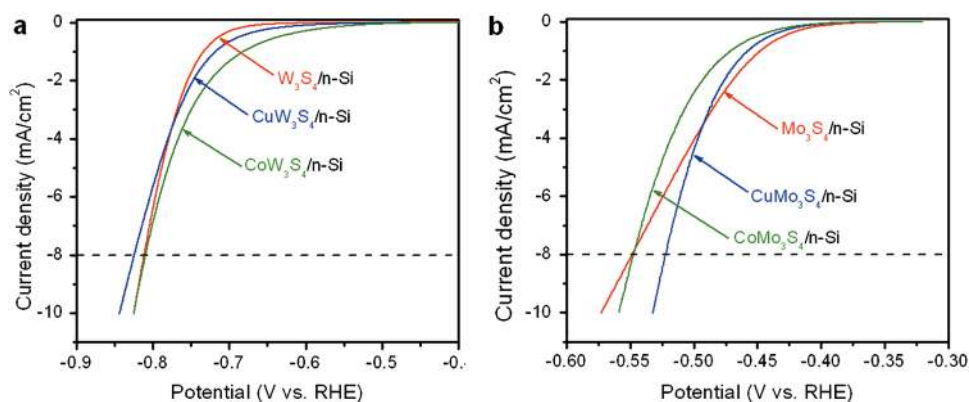 a
Current density (mA/cm²)
0
-2
-4
-6
-8
-10
W₃S₄/n-Si
CuW₃S₄/n-Si
CoW₃S₄/n-Si
-0.9 -0.8 -0.7 -0.6 -0.5 -0.
Potential (V vs. RHE)
b
Current density (mA/cm²)
0
-2
-4
-6
-8
-10
Mo₃S₄/n-Si
CuMo₃S₄/n-Si
CoMo₃S₄/n-Si
-0.60 -0.55 -0.50 -0.45 -0.40 -0.35 -0.30
Potential (V vs. RHE)